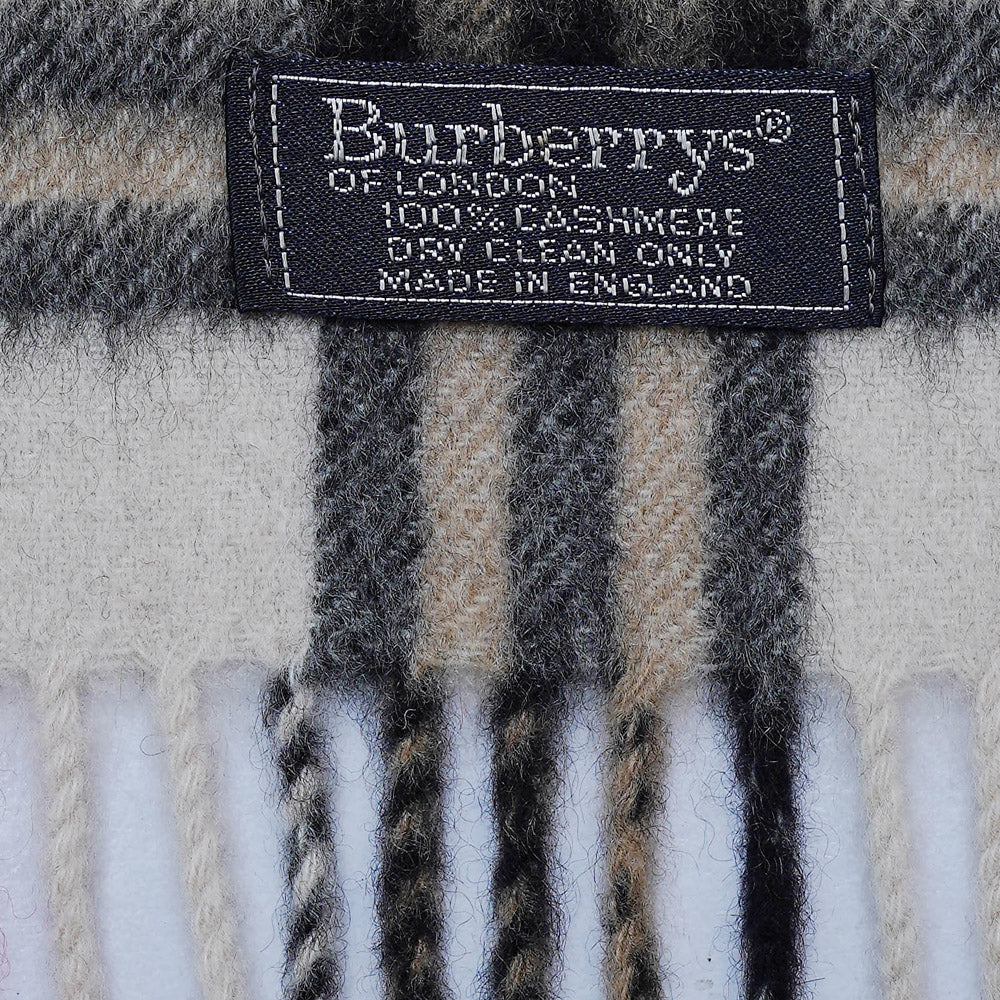 Burberrys®
OF LONDON
100% CASHMERE
DRY CLEAN ONLY
MADE IN ENGLAND